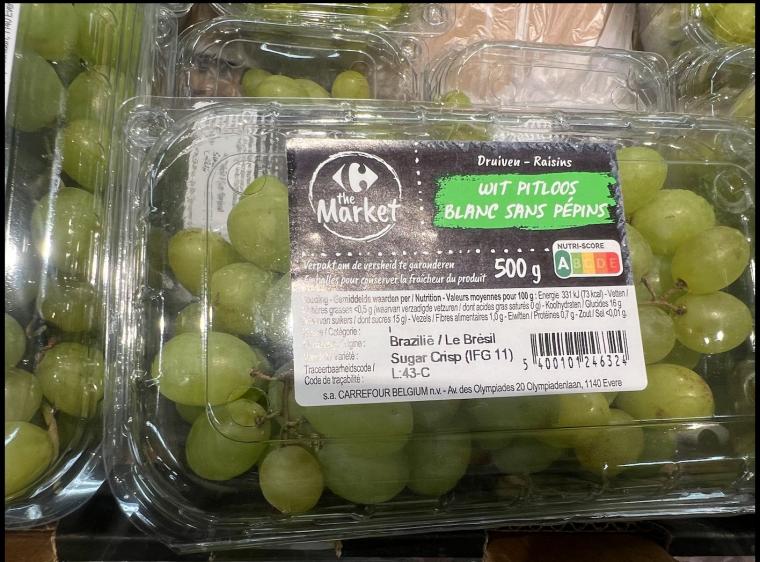 the
Market
Druiven - Raisins
WIT PITLOOS
BLANC SANS PÉPINS
Verpakt om de versheid te garanderen
Emballés pour conserver la fraîcheur du produit
500 g
NUTRI-SCORE
A B C D E
- Gemiddelde waarden per / Nutrition - Valeurs moyennes pour 100 g : Energie 331 kJ (73 kcal) - Vetten /
grasses <0,5 g (waarvan verzadigde vetzuren / dont acides gras saturés 0 g) - Koolhydraten / Glucides 16 g
van suikers / dont sucres 15 g) - Vezels / Fibres alimentaires 1,0 g - Eiwitten / Protéines 0,7 g - Zout / Sel <0,01 g.
/ Catégorie : I
Brazilië / Le Brésil
Sugar Crisp (IFG 11)
Traceerbaarheidscode /
Code de traçabilité : L:43-C
5 400101 246324
s.a. CARREFOUR BELGIUM n.v. - Av. des Olympiades 20 Olympiadenlaan, 1140 Evere